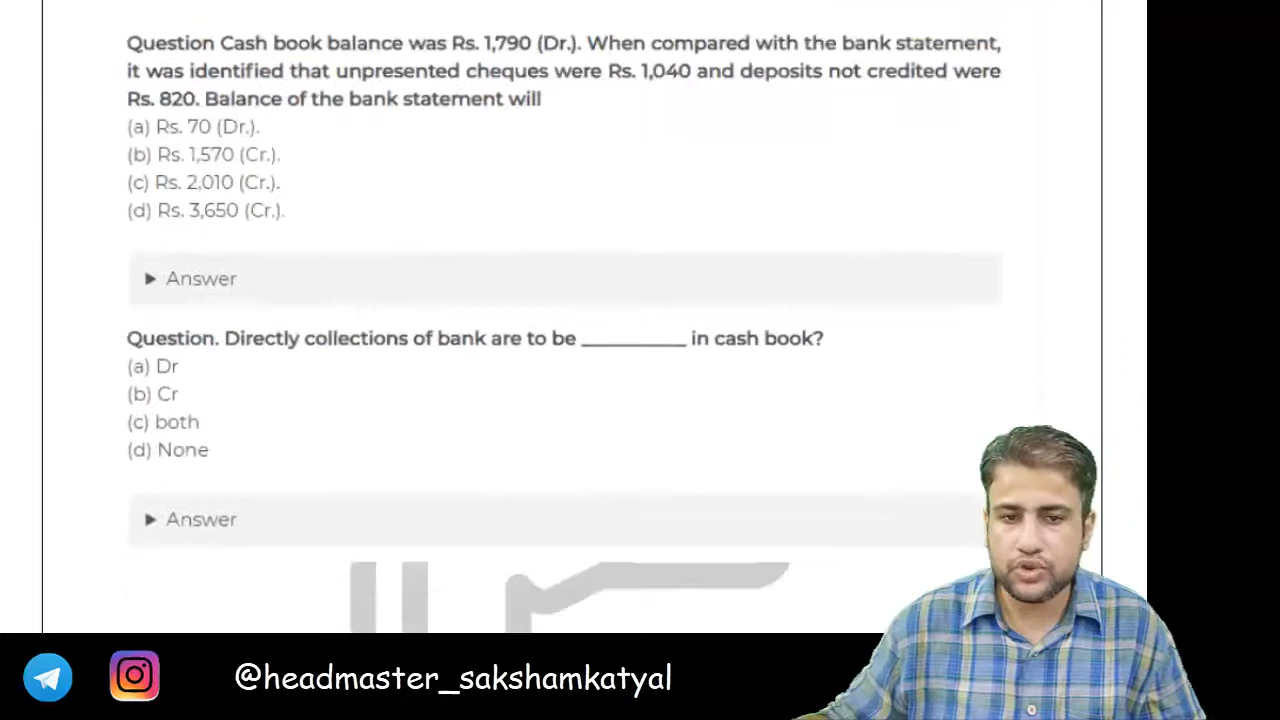 Question Cash book balance was Rs. 1,790 (Dr.). When compared with the bank statement,
it was identified that unpresented cheques were Rs. 1,040 and deposits not credited were
Rs. 820. Balance of the bank statement will
(a) Rs. 70 (Dr.).
(b) Rs. 1,570 (Cr.).
(c) Rs. 2,010 (Cr.).
(d) Rs. 3,650 (Cr.).
▶ Answer
Question. Directly collections of bank are to be __________ in cash book?
(a) Dr
(b) Cr
(c) both
(d) None
▶ Answer
@headmaster_sakshamkatyal